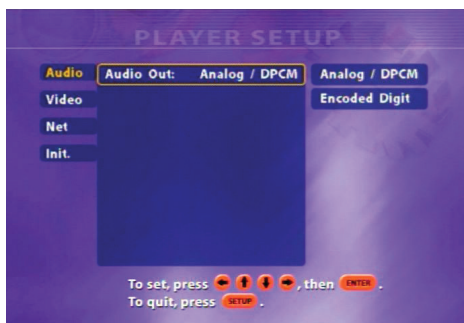 PLAYER SETUP
Audio
Audio Out: Analog / DPCM
Analog / DPCM
Video
Encoded Digit
Net
Init.
To set, press , then ENTER .
To quit, press SETUP .